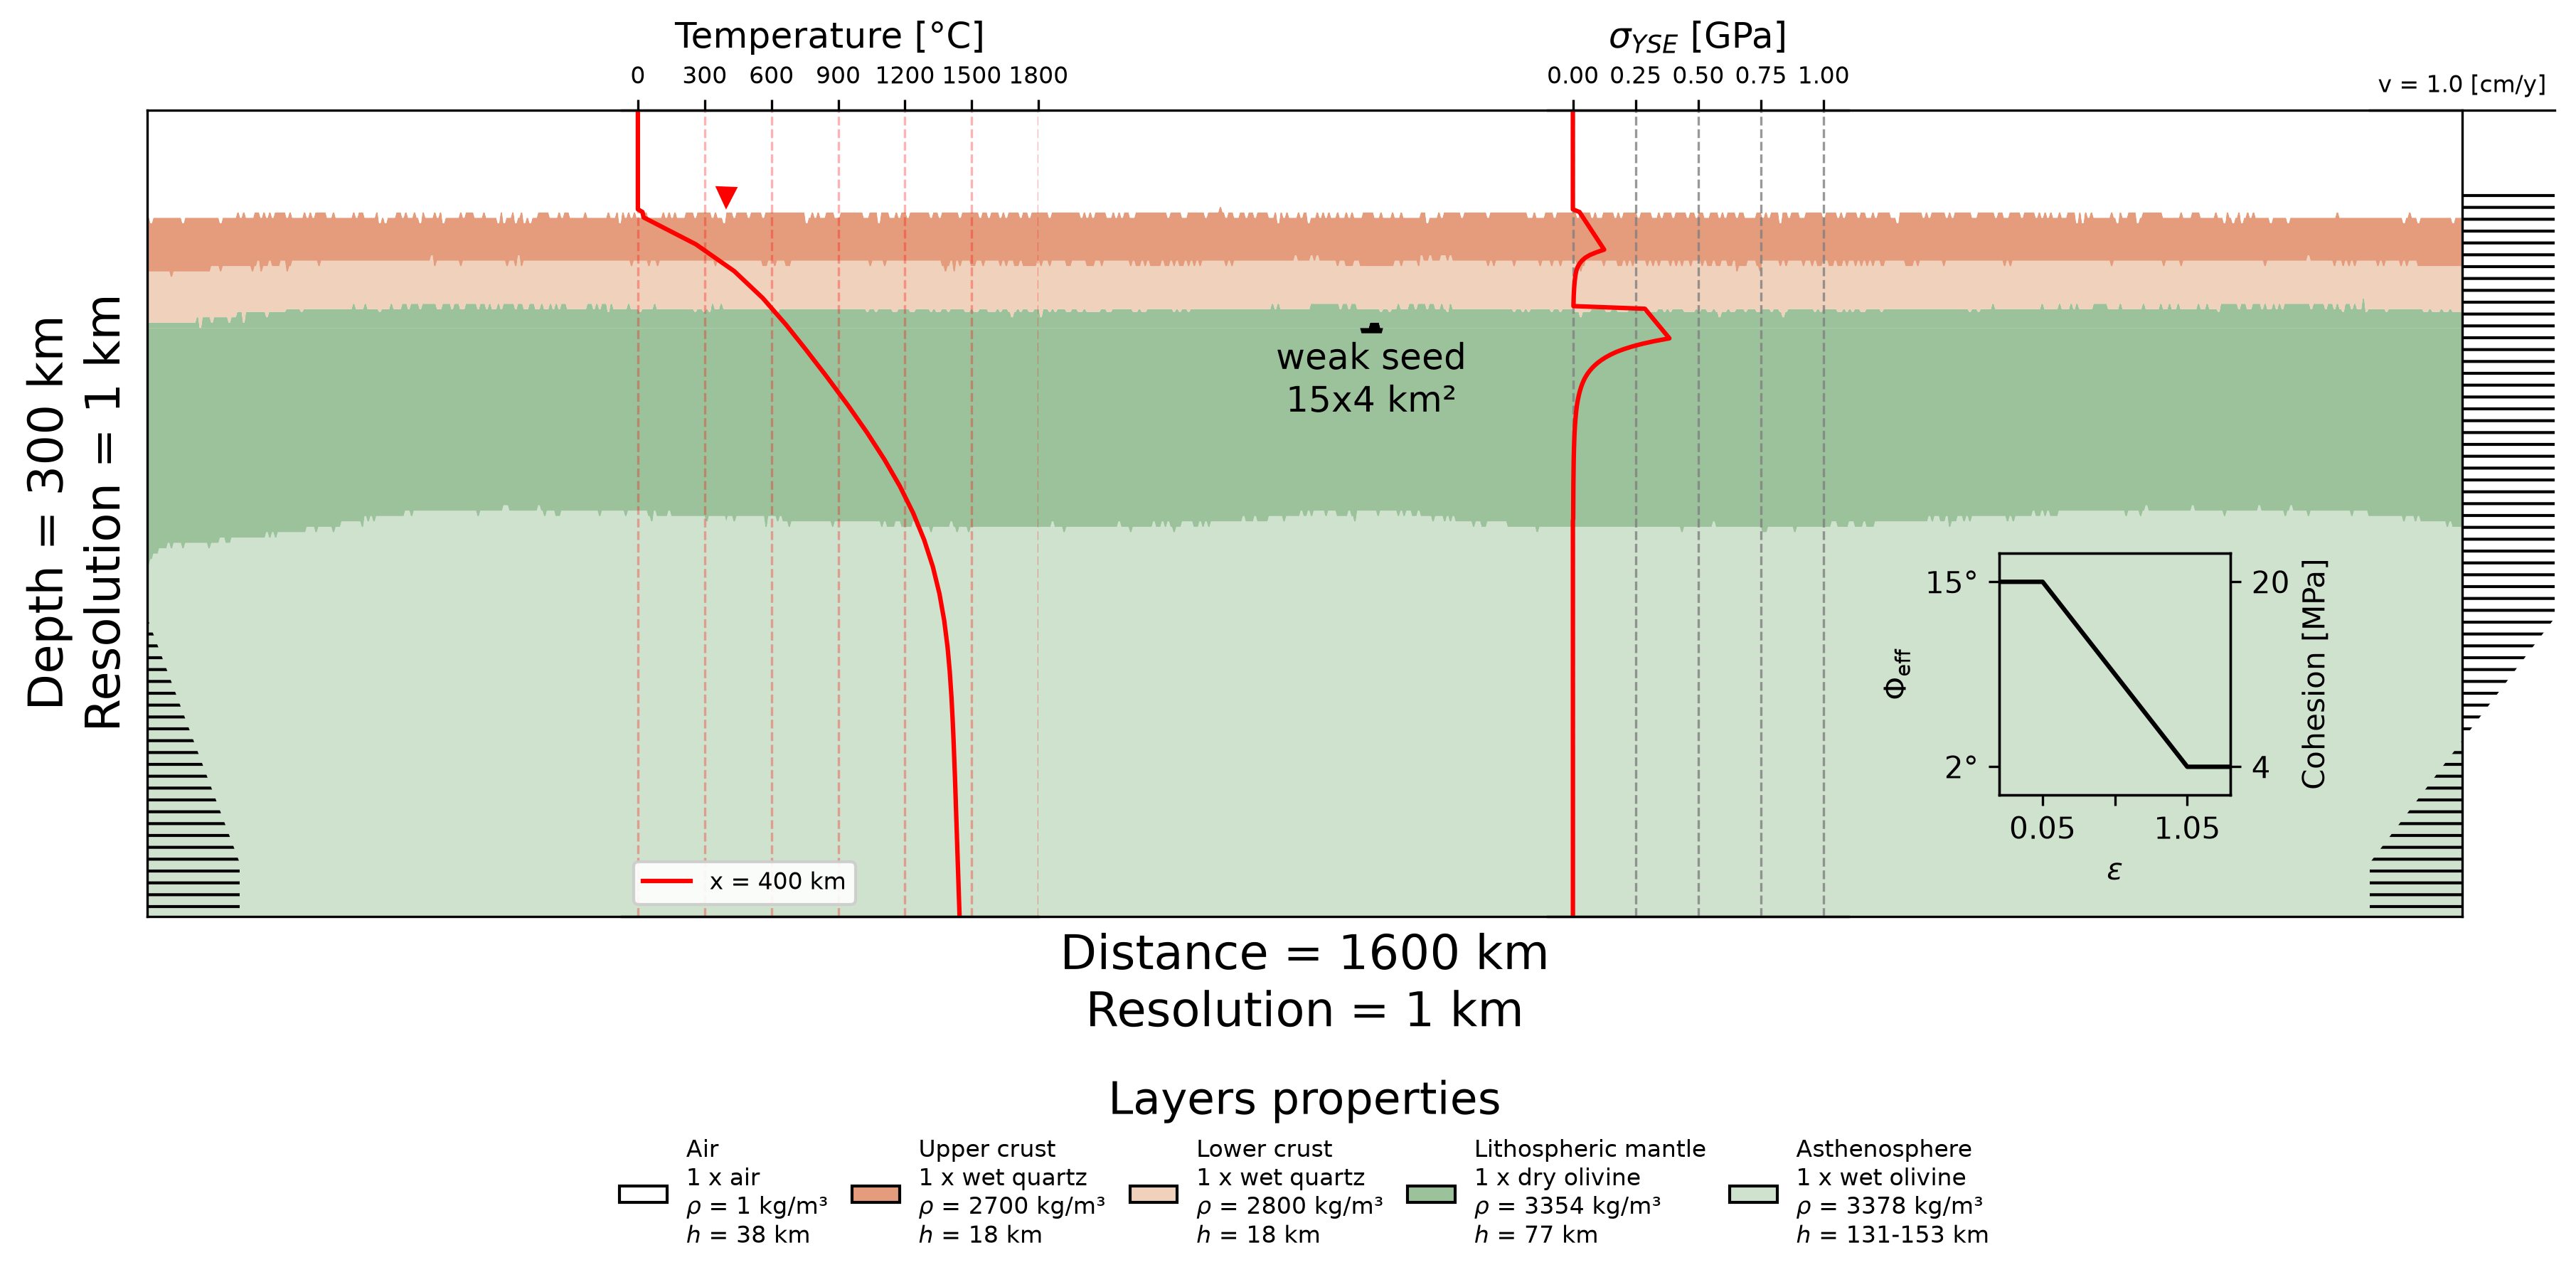 Temperature [°C]
0 300 600 900 1200 1500 1800
σYSE [GPa]
0.00 0.25 0.50 0.75 1.00
v = 1.0 [cm/y]
Depth = 300 km
Resolution = 1 km
weak seed
15x4 km²
15°
2°
Φeff
20
4
Cohesion [MPa]
0.05 1.05
ε
x = 400 km
Distance = 1600 km
Resolution = 1 km
Layers properties
Air
1 x air
ρ = 1 kg/m³
h = 38 km
Upper crust
1 x wet quartz
ρ = 2700 kg/m³
h = 18 km
Lower crust
1 x wet quartz
ρ = 2800 kg/m³
h = 18 km
Lithospheric mantle
1 x dry olivine
ρ = 3354 kg/m³
h = 77 km
Asthenosphere
1 x wet olivine
ρ = 3378 kg/m³
h = 131-153 km